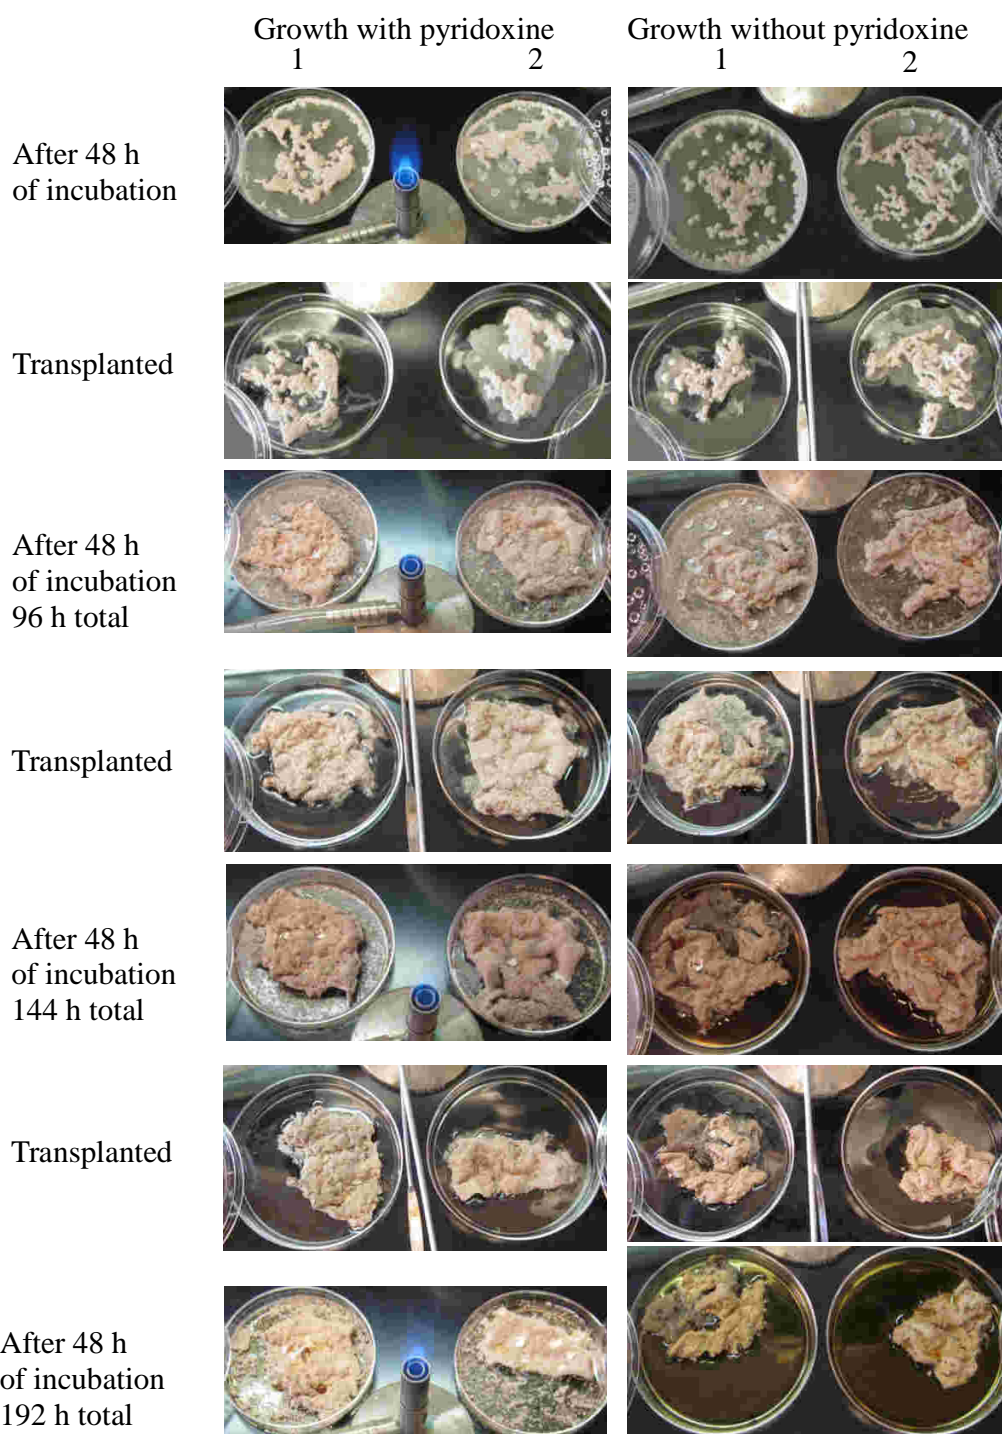 Growth with pyridoxine
Growth without pyridoxine
1
2
1
2
After 48 h
of incubation
Transplanted
After 48 h
of incubation
96 h total
Transplanted
After 48 h
of incubation
144 h total
Transplanted
After 48 h
of incubation
192 h total